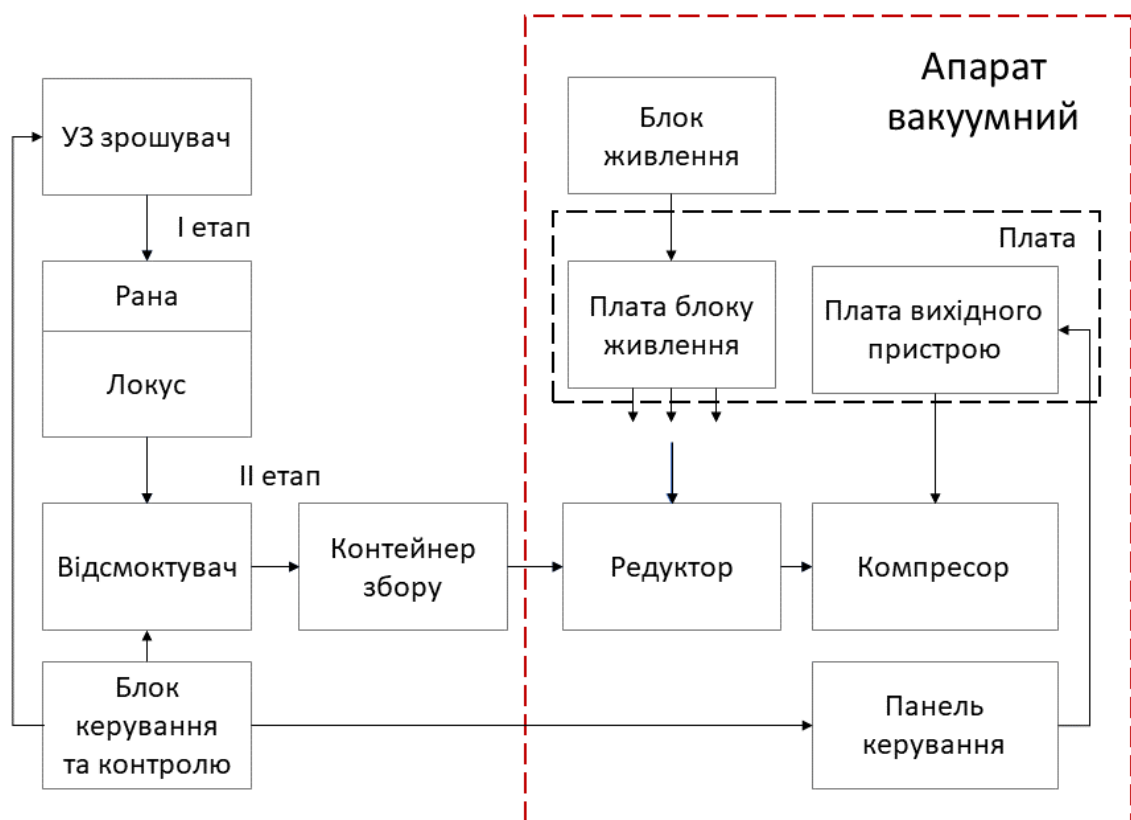 Апарат
вакуумний
УЗ зрошувач
Блок
живлення
І етап
Плата
Рана
Локус
Плата блоку
живлення
Плата вихідного
пристрою
ІІ етап
Відсмоктувач
Контейнер
збору
Редуктор
Компресор
Блок
керування
та контролю
Панель
керування